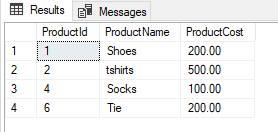 Results Messages
ProductId ProductName ProductCost
1 1 Shoes 200.00
2 2 tshirts 500.00
3 4 Socks 100.00
4 6 Tie 200.00